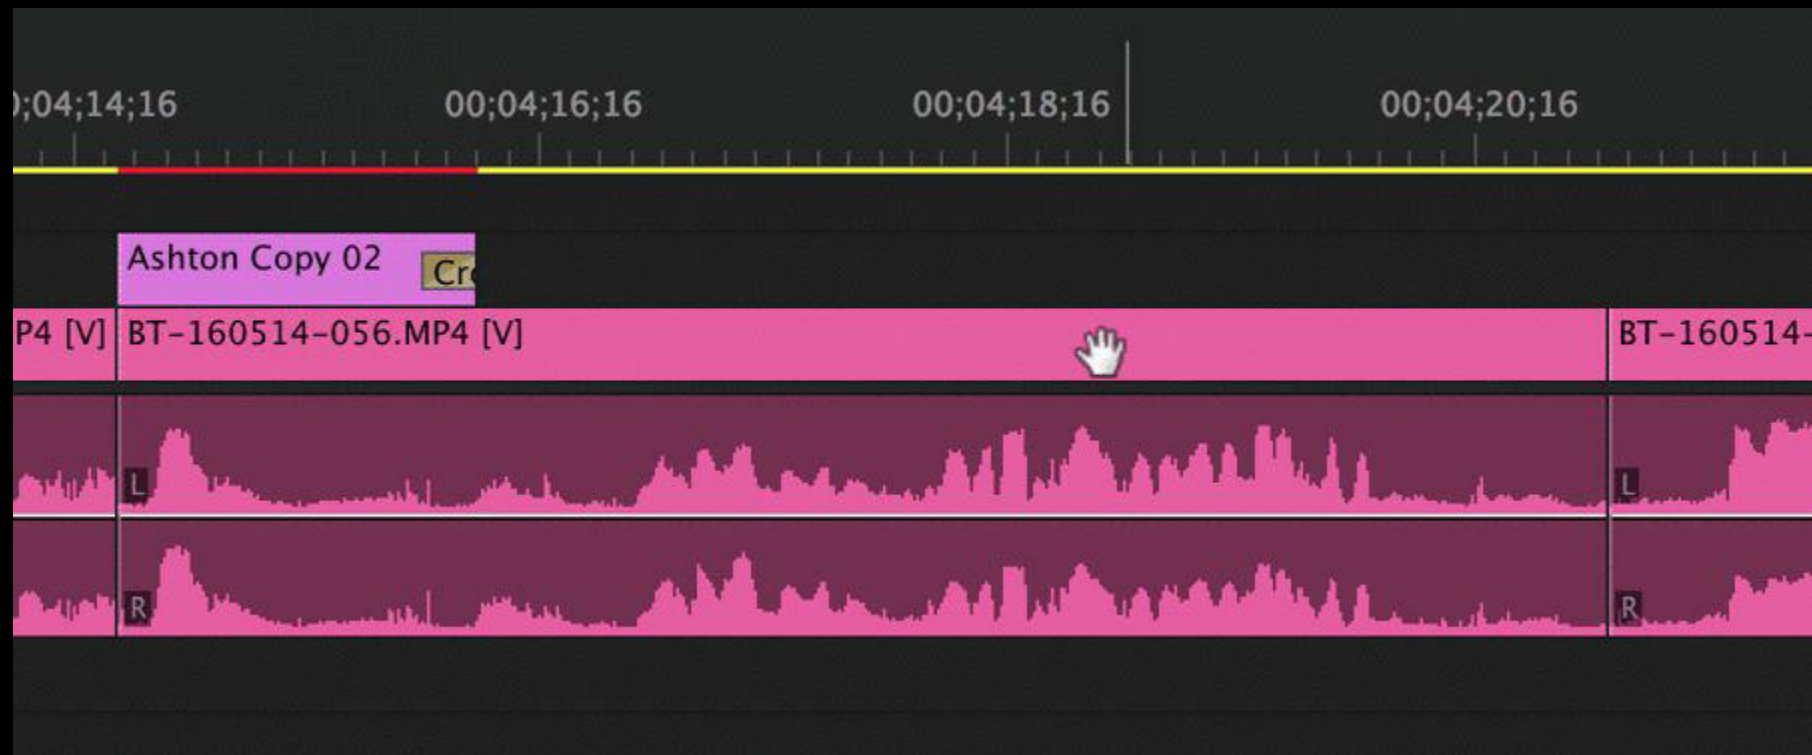 ;04;14;16 00;04;16;16 00;04;18;16 00;04;20;16
Ashton Copy 02 Cro
P4 [V] BT-160514-056.MP4 [V] BT-160514-
L L
R R